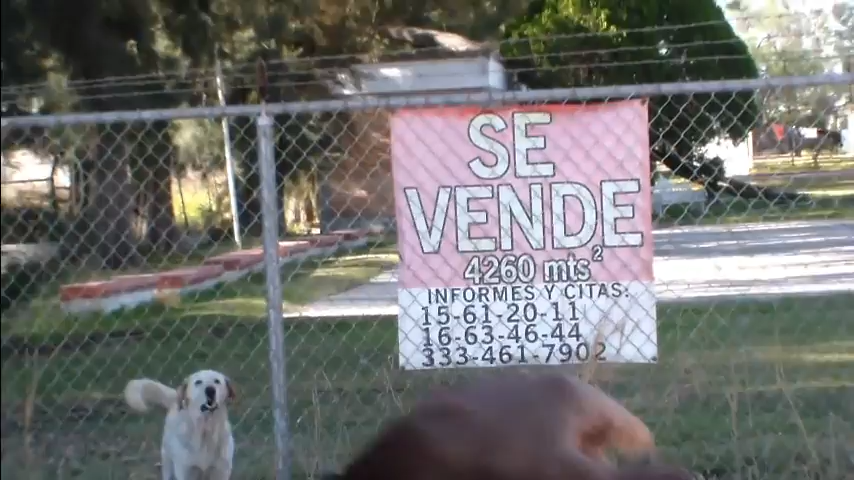 SE
VENDE
4260 mts²
INFORMES Y CITAS.
15-61-20-11
16-63-46-44
333-461-7902